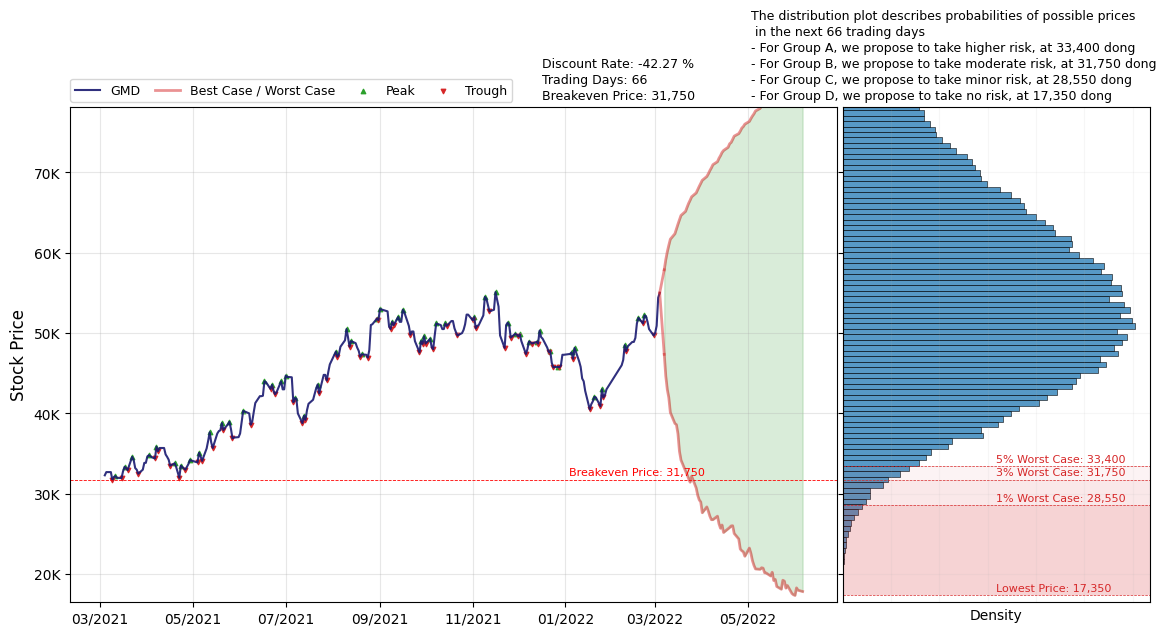 The distribution plot describes probabilities of possible prices
in the next 66 trading days
- For Group A, we propose to take higher risk, at 33,400 dong
- For Group B, we propose to take moderate risk, at 31,750 dong
- For Group C, we propose to take minor risk, at 28,550 dong
- For Group D, we propose to take no risk, at 17,350 dong
Discount Rate: -42.27 %
Trading Days: 66
Breakeven Price: 31,750
GMD Best Case / Worst Case Peak Trough
Stock Price
70K
60K
50K
40K
30K
20K
Breakeven Price: 31,750
03/2021 05/2021 07/2021 09/2021 11/2021 01/2022 03/2022 05/2022
5% Worst Case: 33,400
3% Worst Case: 31,750
1% Worst Case: 28,550
Lowest Price: 17,350
Density